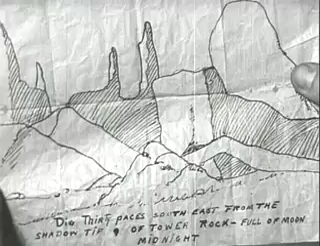 DIG THIRTY PACES SOUTH EAST FROM THE
SHADOW TIP OF TOWER ROCK - FULL OF MOON
MIDNIGHT